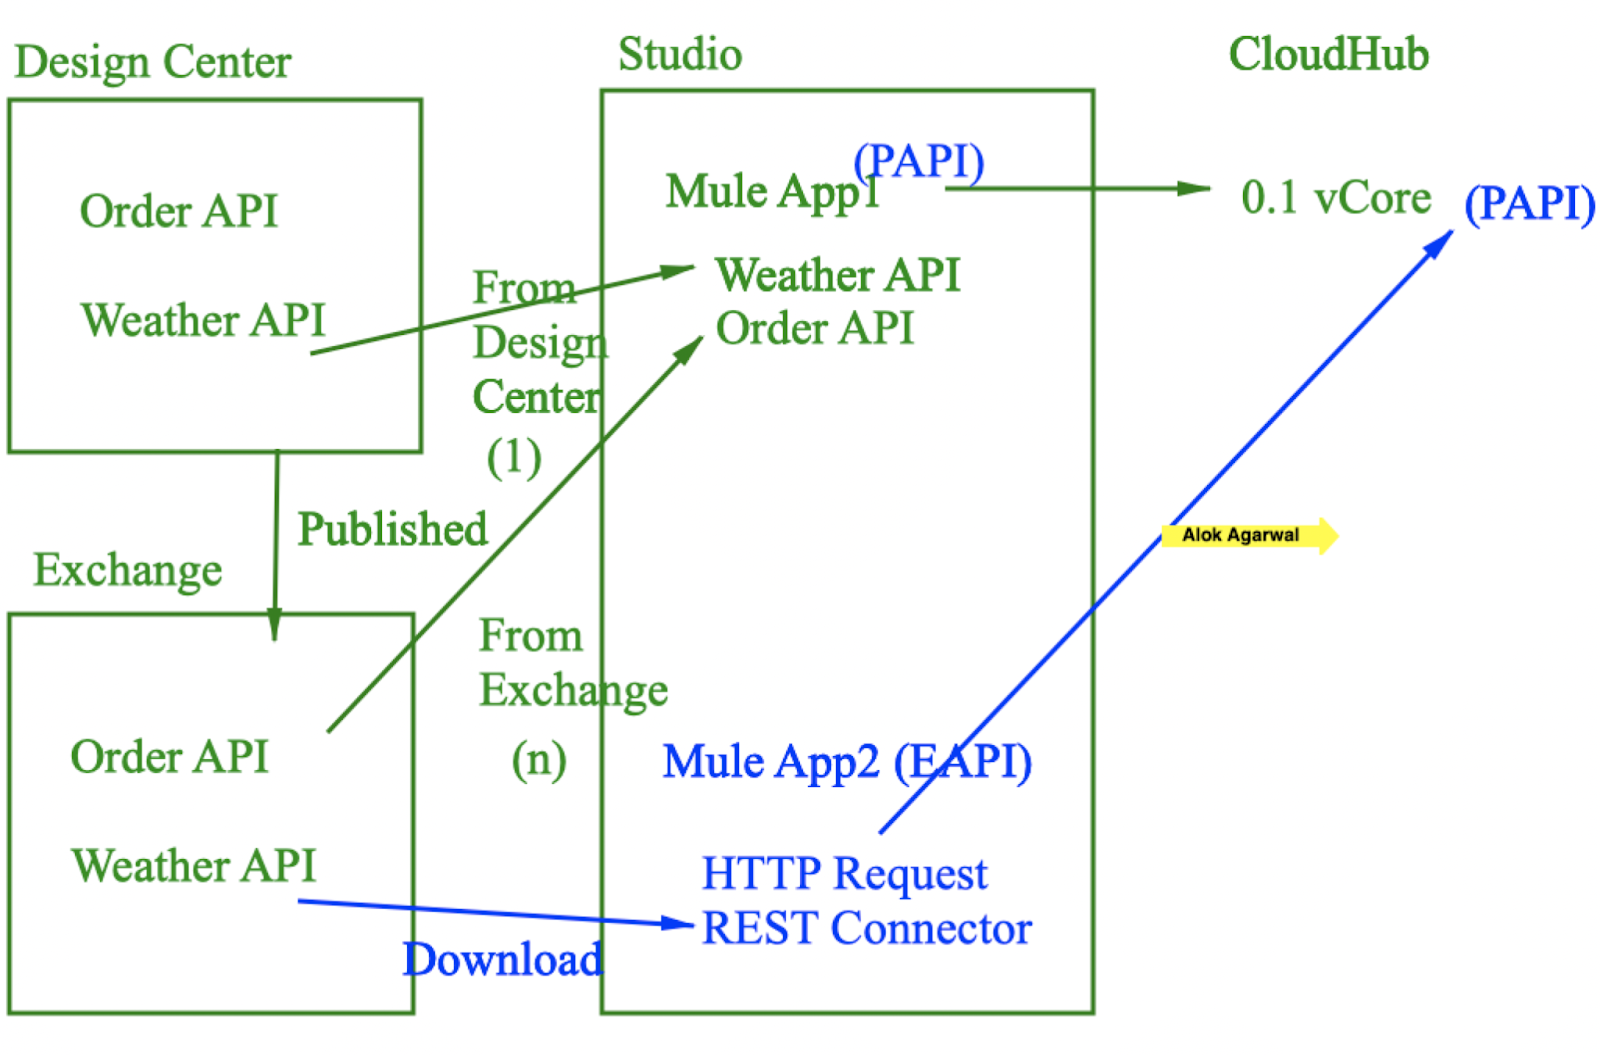 Design Center
Order API
Weather API
Published
Exchange
Order API
Weather API
Download
From
Design
Center
(1)
From
Exchange
(n)
Studio
(PAPI)
Mule App1
Weather API
Order API
Mule App2 (EAPI)
HTTP Request
REST Connector
CloudHub
0.1 vCore
(PAPI)
Alok Agarwal